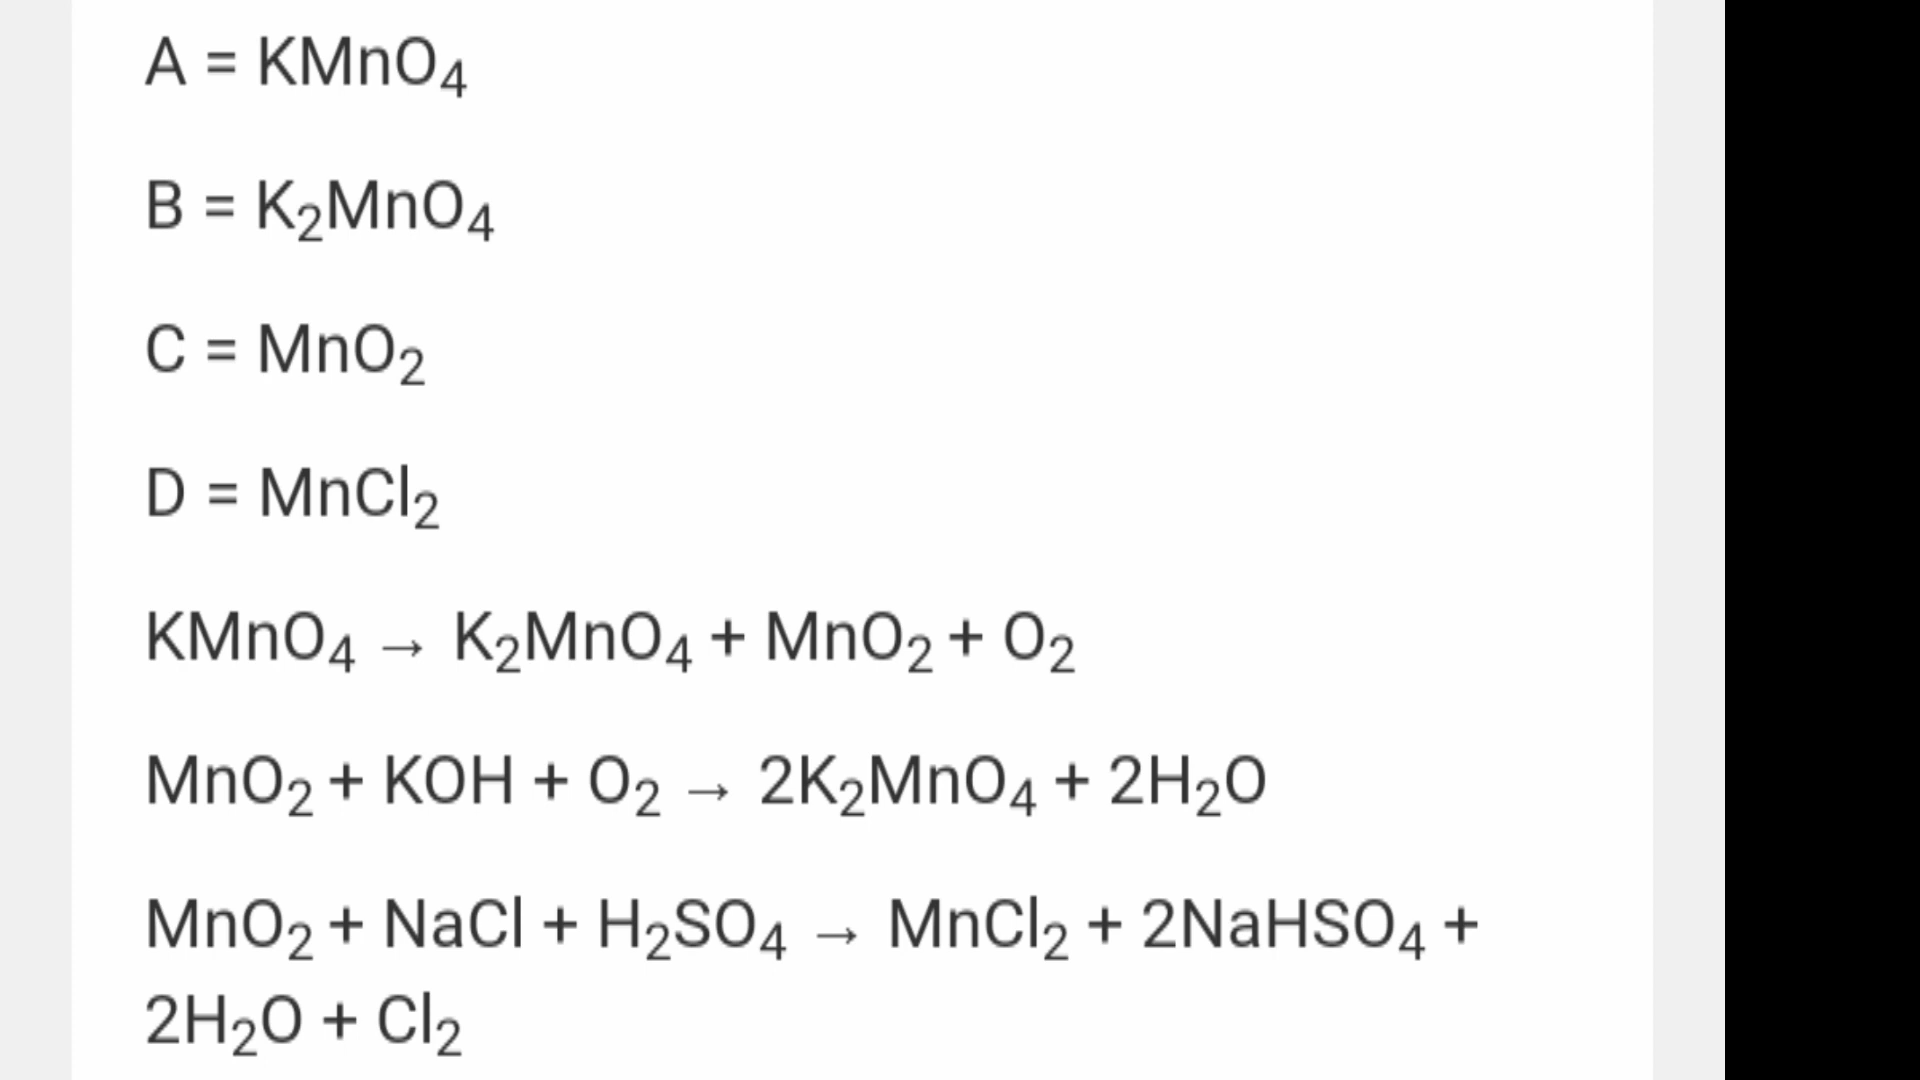 A = KMnO₄
B = K₂MnO₄
C = MnO₂
D = MnCl₂
KMnO₄ → K₂MnO₄ + MnO₂ + O₂
MnO₂ + KOH + O₂ → 2K₂MnO₄ + 2H₂O
MnO₂ + NaCl + H₂SO₄ → MnCl₂ + 2NaHSO₄ +
2H₂O + Cl₂